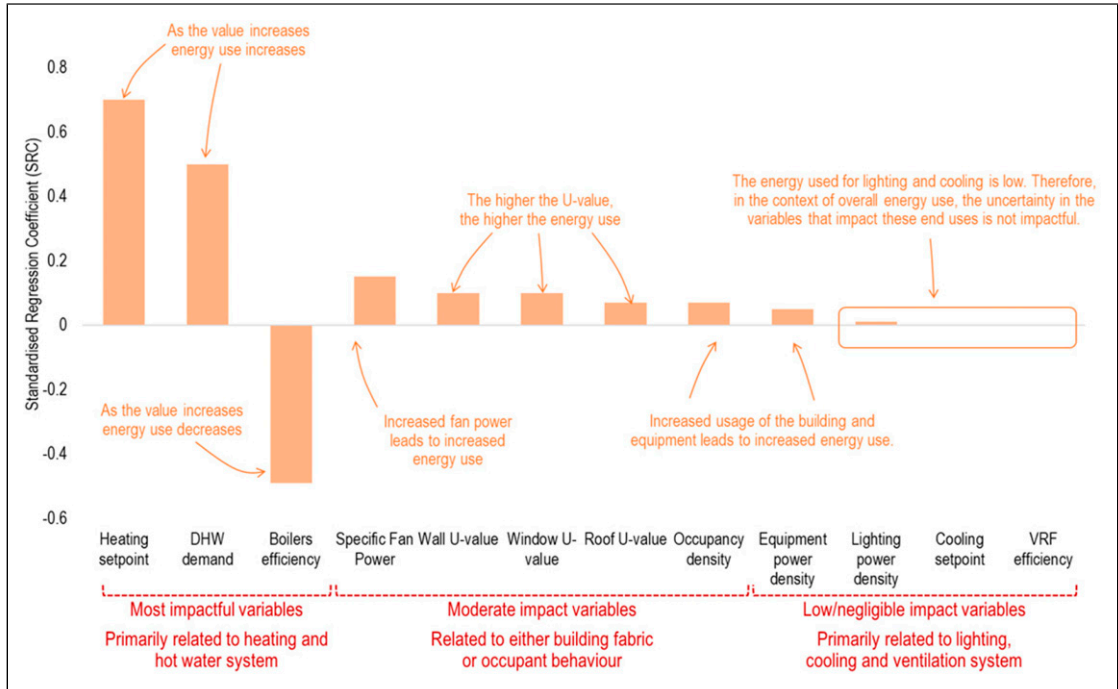 As the value increases
energy use increases
0.8
0.6
0.4
0.2
0
-0.2
-0.4
-0.6
Standardised Regression Coefficient (SRC)
The higher the U-value,
the higher the energy use
The energy used for lighting and cooling is low. Therefore,
in the context of overall energy use, the uncertainty in the
variables that impact these end uses is not impactful.
As the value increases
energy use decreases
Increased fan power
leads to increased
energy use
Increased usage of the building and
equipment leads to increased energy use.
Heating
setpoint
DHW
demand
Boilers
efficiency
Specific Fan
Power
Wall U-value
Window U-
value
Roof U-value
Occupancy
density
Equipment
power
density
Lighting
power
density
Cooling
setpoint
VRF
efficiency
Most impactful variables
Primarily related to heating and
hot water system
Moderate impact variables
Related to either building fabric
or occupant behaviour
Low/negligible impact variables
Primarily related to lighting,
cooling and ventilation system